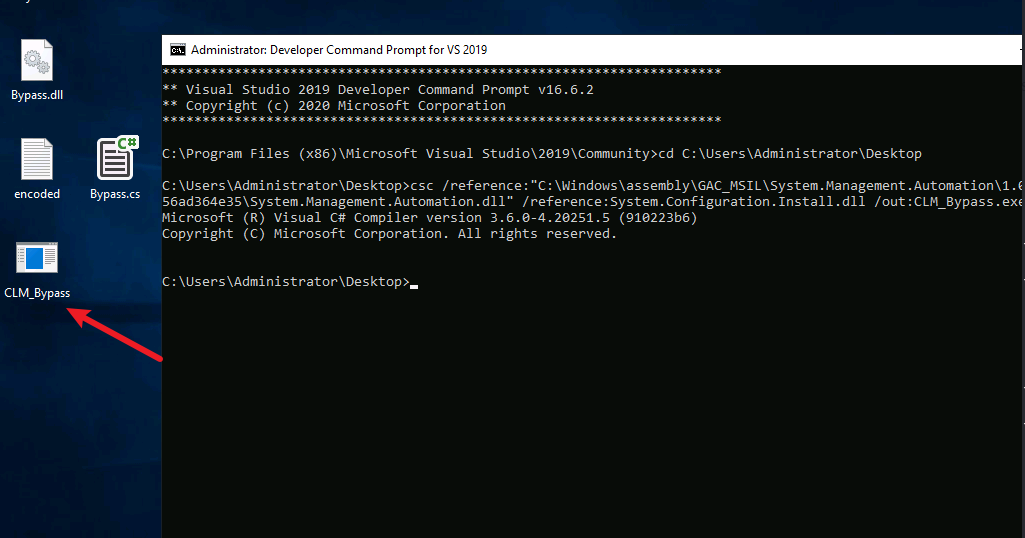 Bypass.dll
encoded
C#
Bypass.cs
CLM_Bypass
C:\.
Administrator: Developer Command Prompt for VS 2019
**********************************************************************
** Visual Studio 2019 Developer Command Prompt v16.6.2
** Copyright (c) 2020 Microsoft Corporation
**********************************************************************
C:\Program Files (x86)\Microsoft Visual Studio\2019\Community>cd C:\Users\Administrator\Desktop
C:\Users\Administrator\Desktop>csc /reference:"C:\Windows\assembly\GAC_MSIL\System.Management.Automation\1.0
56ad364e35\System.Management.Automation.dll" /reference:System.Configuration.Install.dll /out:CLM_Bypass.exe
Microsoft (R) Visual C# Compiler version 3.6.0-4.20251.5 (910223b6)
Copyright (C) Microsoft Corporation. All rights reserved.
C:\Users\Administrator\Desktop>